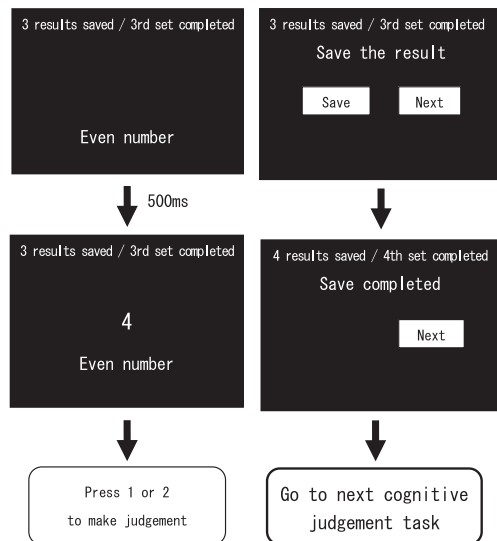 3 results saved / 3rd set completed
Even number
500ms
3 results saved / 3rd set completed
4
Even number
Press 1 or 2
to make judgement
3 results saved / 3rd set completed
Save the result
Save
Next
4 results saved / 4th set completed
Save completed
Next
Go to next cognitive
judgement task